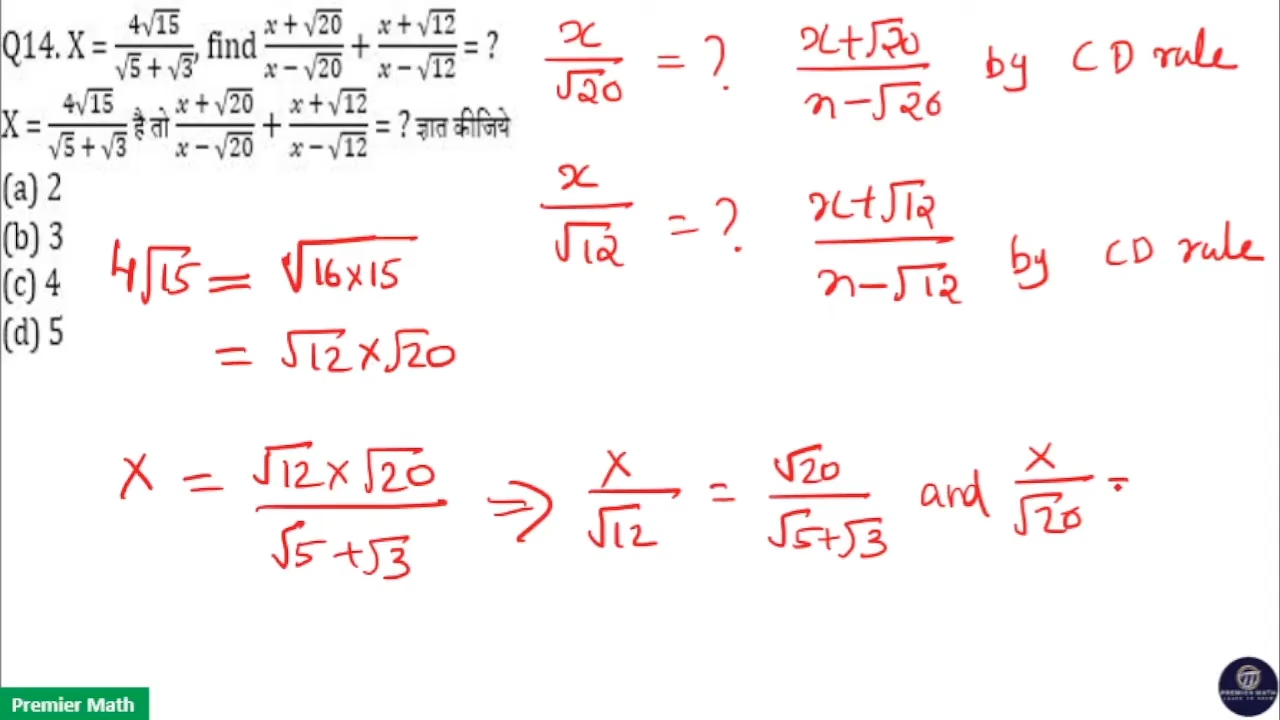 Q14. X = 4√15/(√5 + √3), find (x + √20)/(x − √20) + (x + √12)/(x − √12) = ?
X = 4√15/(√5 + √3) है तो (x + √20)/(x − √20) + (x + √12)/(x − √12) = ? ज्ञात कीजिये
(a) 2
(b) 3
(c) 4
(d) 5
x/√20 = ? (x+√20)/(x−√20) by CD rule
x/√12 = ? (x+√12)/(x−√12) by CD rule
4√15 = √(16×15)
= √12 × √20
X = (√12 × √20)/(√5 + √3) ⇒ X/√12 = √20/(√5+√3) and X/√20 =
Premier Math
PREMIER MATH